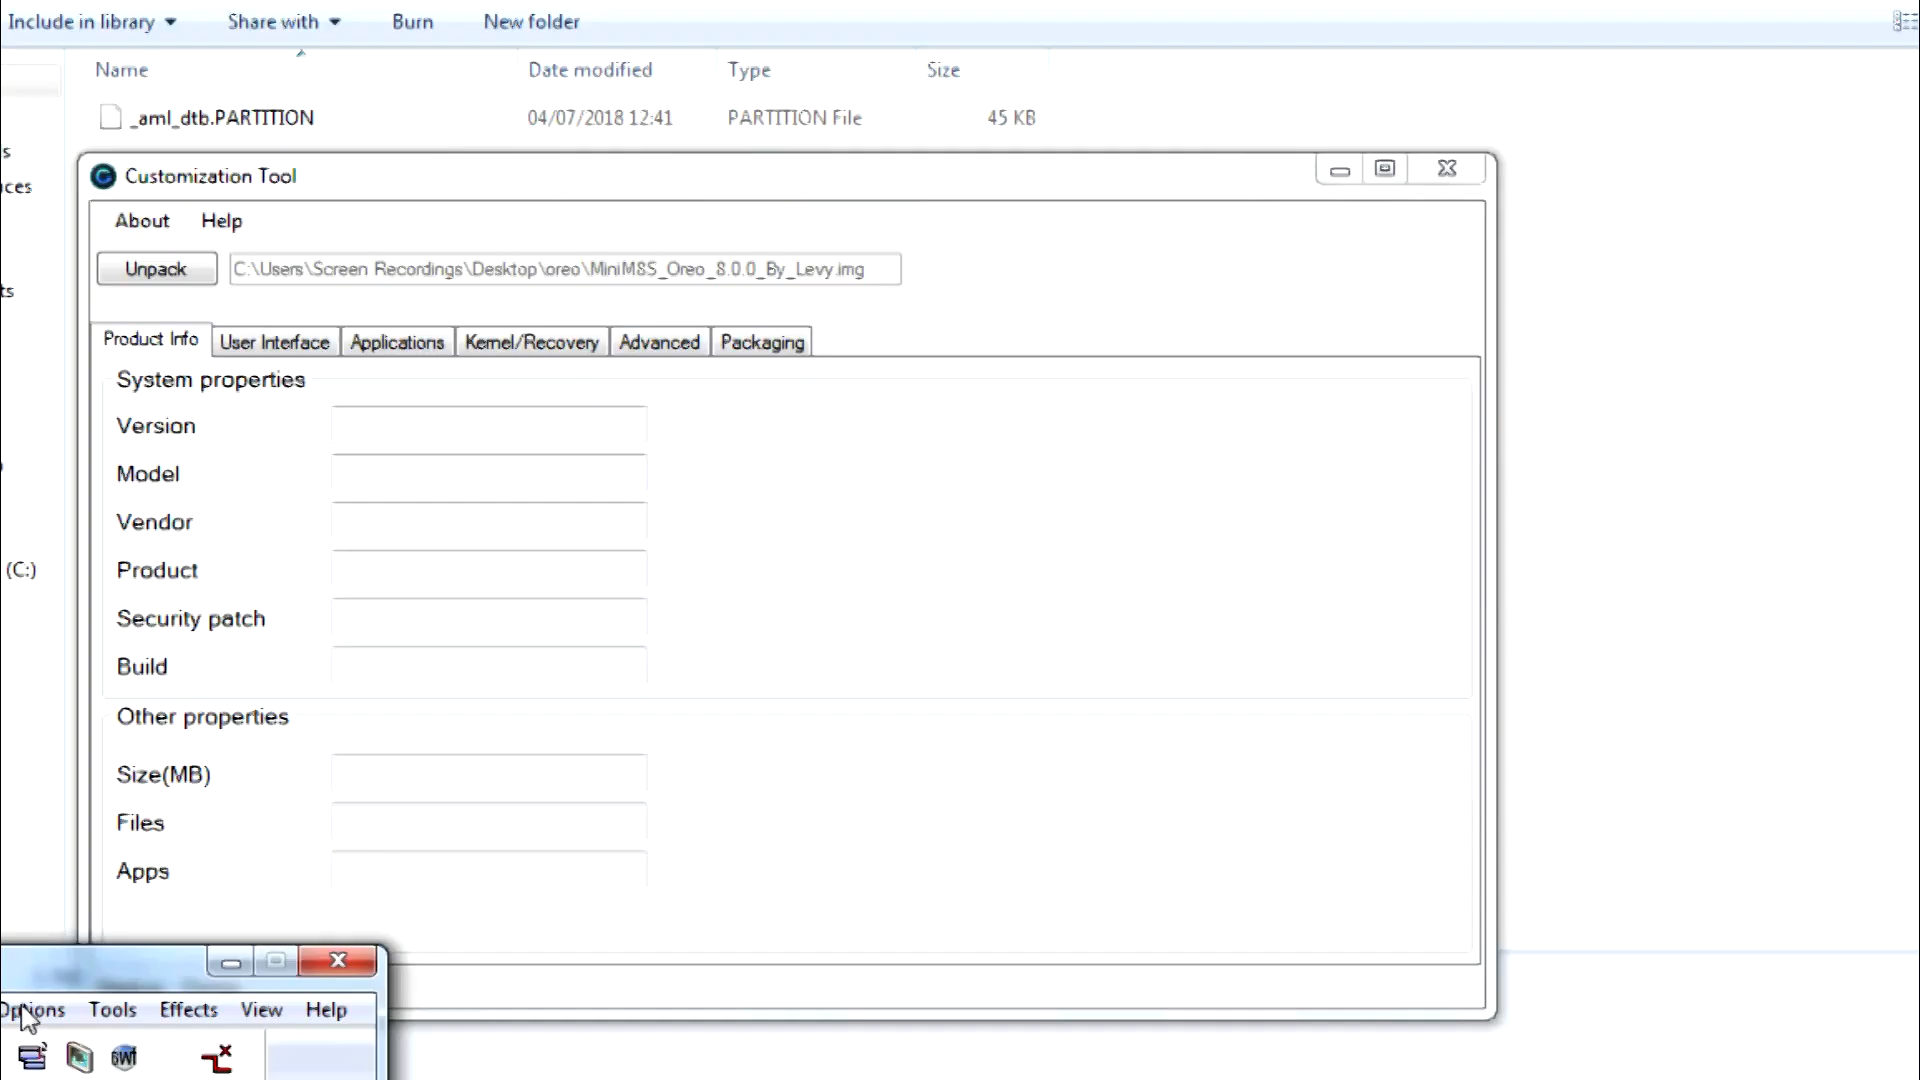 Include in library Share with Burn New folder
Name Date modified Type Size
_aml_dtb.PARTITION 04/07/2018 12:41 PARTITION File 45 KB
s
ces
ts
(C:)
Customization Tool
About Help
Unpack C:\Users\Screen Recordings\Desktop\oreo\MiniM8S_Oreo_8.0.0_By_Levy.img
Product Info User Interface Applications Kernel/Recovery Advanced Packaging
System properties
Version
Model
Vendor
Product
Security patch
Build
Other properties
Size(MB)
Files
Apps
Options Tools Effects View Help